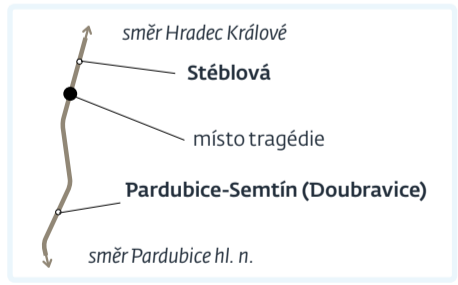 směr Hradec Králové
Stéblová
místo tragédie
Pardubice-Semtín (Doubravice)
směr Pardubice hl. n.